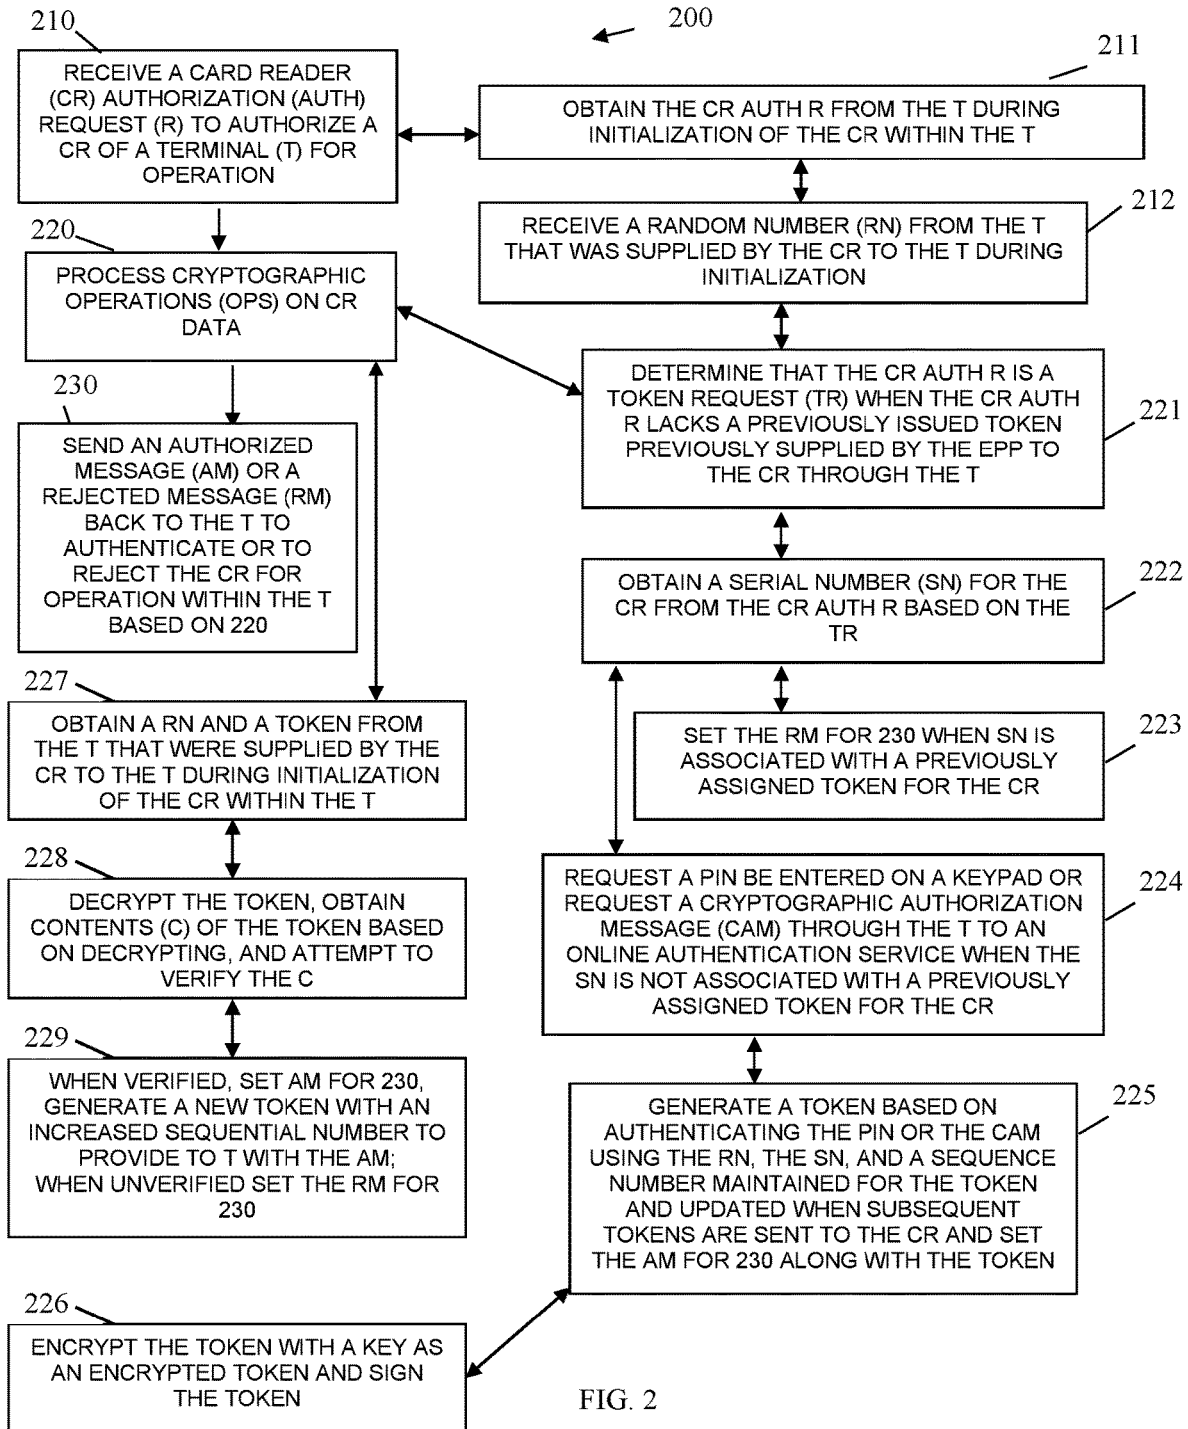 200
210
RECEIVE A CARD READER
(CR) AUTHORIZATION (AUTH)
REQUEST (R) TO AUTHORIZE A
CR OF A TERMINAL (T) FOR
OPERATION
211
OBTAIN THE CR AUTH R FROM THE T DURING
INITIALIZATION OF THE CR WITHIN THE T
212
RECEIVE A RANDOM NUMBER (RN) FROM THE T
THAT WAS SUPPLIED BY THE CR TO THE T DURING
INITIALIZATION
220
PROCESS CRYPTOGRAPHIC
OPERATIONS (OPS) ON CR
DATA
221
DETERMINE THAT THE CR AUTH R IS A
TOKEN REQUEST (TR) WHEN THE CR AUTH
R LACKS A PREVIOUSLY ISSUED TOKEN
PREVIOUSLY SUPPLIED BY THE EPP TO
THE CR THROUGH THE T
230
SEND AN AUTHORIZED
MESSAGE (AM) OR A
REJECTED MESSAGE (RM)
BACK TO THE T TO
AUTHENTICATE OR TO
REJECT THE CR FOR
OPERATION WITHIN THE T
BASED ON 220
222
OBTAIN A SERIAL NUMBER (SN) FOR THE
CR FROM THE CR AUTH R BASED ON THE
TR
223
SET THE RM FOR 230 WHEN SN IS
ASSOCIATED WITH A PREVIOUSLY
ASSIGNED TOKEN FOR THE CR
227
OBTAIN A RN AND A TOKEN FROM
THE T THAT WERE SUPPLIED BY THE
CR TO THE T DURING INITIALIZATION
OF THE CR WITHIN THE T
224
REQUEST A PIN BE ENTERED ON A KEYPAD OR
REQUEST A CRYPTOGRAPHIC AUTHORIZATION
MESSAGE (CAM) THROUGH THE T TO AN
ONLINE AUTHENTICATION SERVICE WHEN THE
SN IS NOT ASSOCIATED WITH A PREVIOUSLY
ASSIGNED TOKEN FOR THE CR
228
DECRYPT THE TOKEN, OBTAIN
CONTENTS (C) OF THE TOKEN BASED
ON DECRYPTING, AND ATTEMPT TO
VERIFY THE C
229
WHEN VERIFIED, SET AM FOR 230,
GENERATE A NEW TOKEN WITH AN
INCREASED SEQUENTIAL NUMBER TO
PROVIDE TO T WITH THE AM;
WHEN UNVERIFIED SET THE RM FOR
230
225
GENERATE A TOKEN BASED ON
AUTHENTICATING THE PIN OR THE CAM
USING THE RN, THE SN, AND A SEQUENCE
NUMBER MAINTAINED FOR THE TOKEN
AND UPDATED WHEN SUBSEQUENT
TOKENS ARE SENT TO THE CR AND SET
THE AM FOR 230 ALONG WITH THE TOKEN
226
ENCRYPT THE TOKEN WITH A KEY AS
AN ENCRYPTED TOKEN AND SIGN
THE TOKEN
FIG. 2